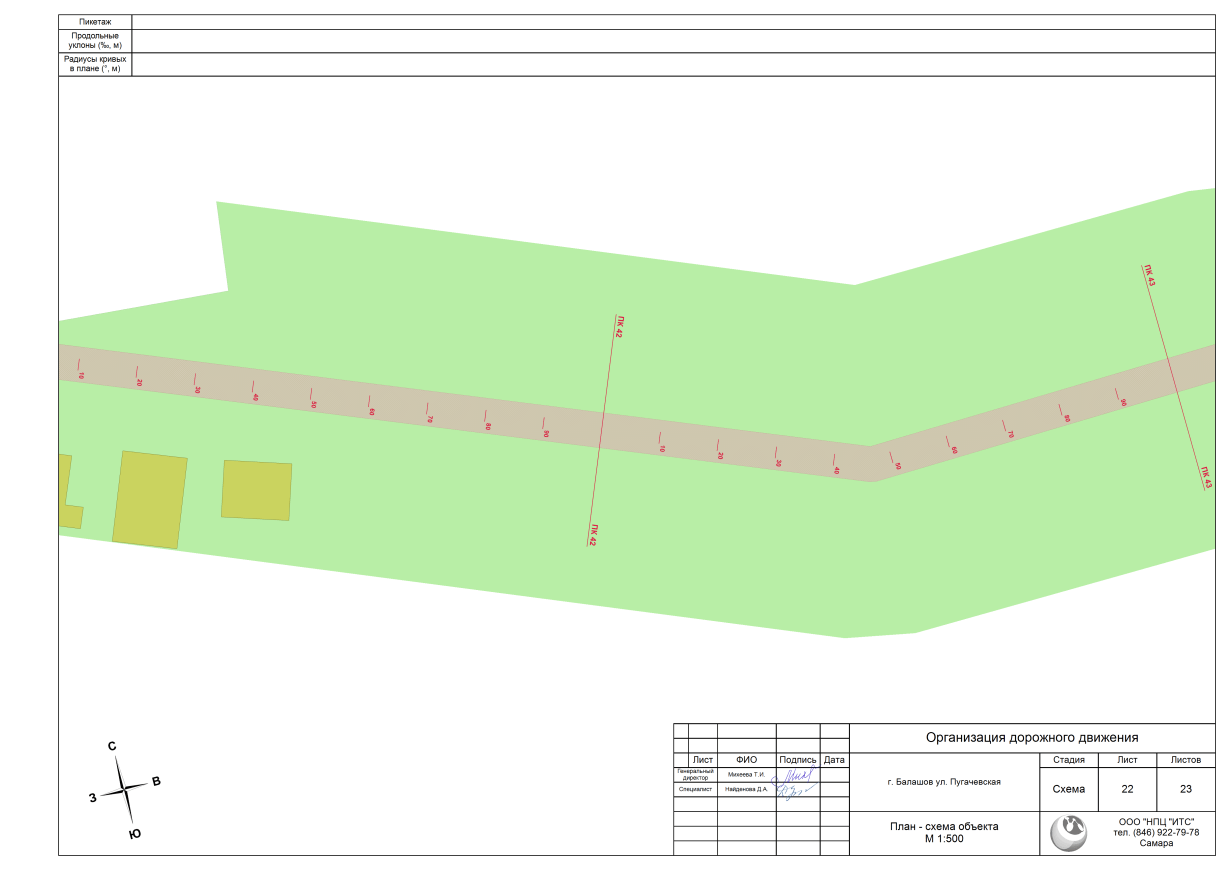 Пикетаж
Продольные
уклоны (‰, м)
Радиусы кривых
в плане (°, м)
ПК 43
ПК 42
10
20
30
40
50
60
70
80
90
10
20
30
40
50
60
70
80
90
ПК 43
ПК 42
С
В
З
Ю
Организация дорожного движения
Лист ФИО Подпись Дата
Стадия Лист Листов
Генеральный
директор
Михеева Т.И.
Специалист Найденова Д.А.
г. Балашов ул. Пугачевская
Схема 22 23
План - схема объекта
М 1:500
ООО "НПЦ "ИТС"
тел. (846) 922-79-78
Самара